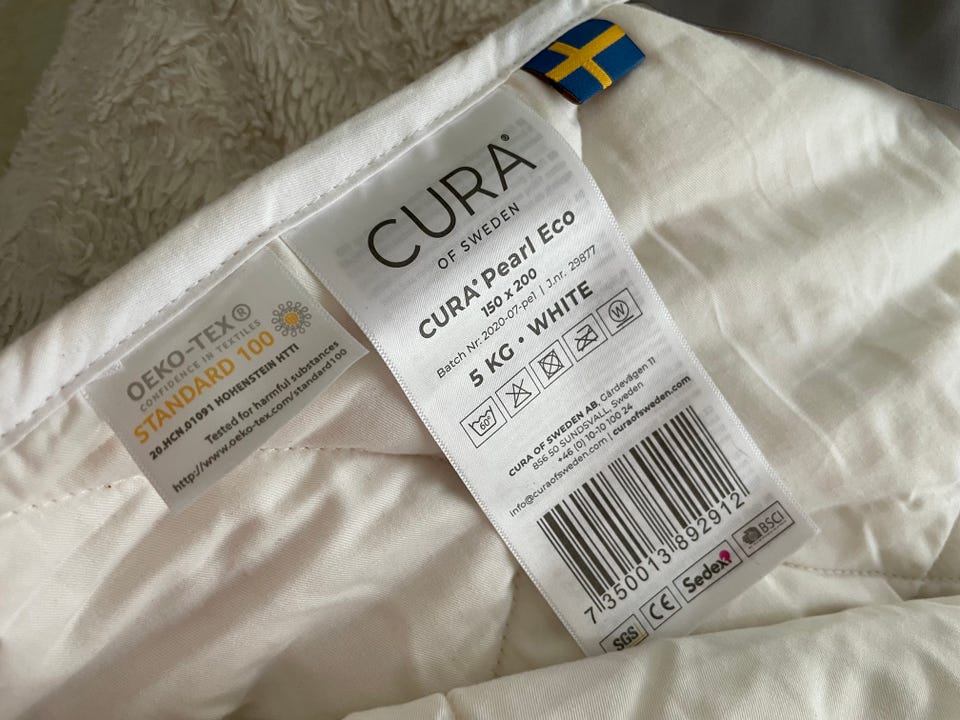 CURA®
OF SWEDEN
CURA® Pearl Eco
150 x 200
Batch Nr. 2020-07-pe1 | J.nr. 29877
5 KG • WHITE
60°
W
CURA OF SWEDEN AB, Gärdevägen 11
856 50 SUNDSVALL, Sweden
+46 (0) 10-10 100 24
info@curaofsweden.com | curaofsweden.com
7 350013 892912
SGS CE Sedex BSCI
OEKO-TEX®
CONFIDENCE IN TEXTILES
STANDARD 100
20.HCN.01091 HOHENSTEIN HTTI
Tested for harmful substances
http://www.oeko-tex.com/standard100